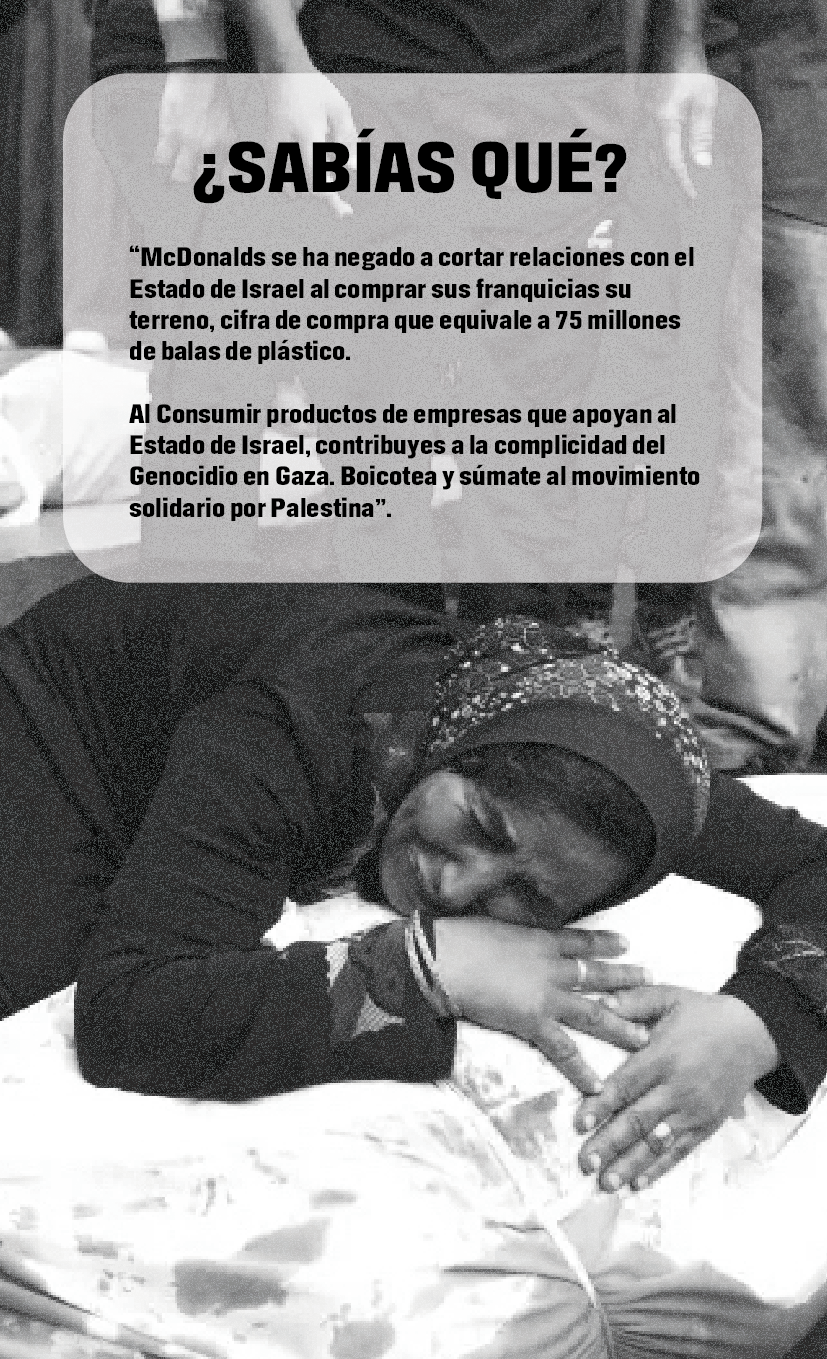 ¿SABÍAS QUÉ?
“McDonalds se ha negado a cortar relaciones con el
Estado de Israel al comprar sus franquicias su
terreno, cifra de compra que equivale a 75 millones
de balas de plástico.
Al Consumir productos de empresas que apoyan al
Estado de Israel, contribuyes a la complicidad del
Genocidio en Gaza. Boicotea y súmate al movimiento
solidario por Palestina”.